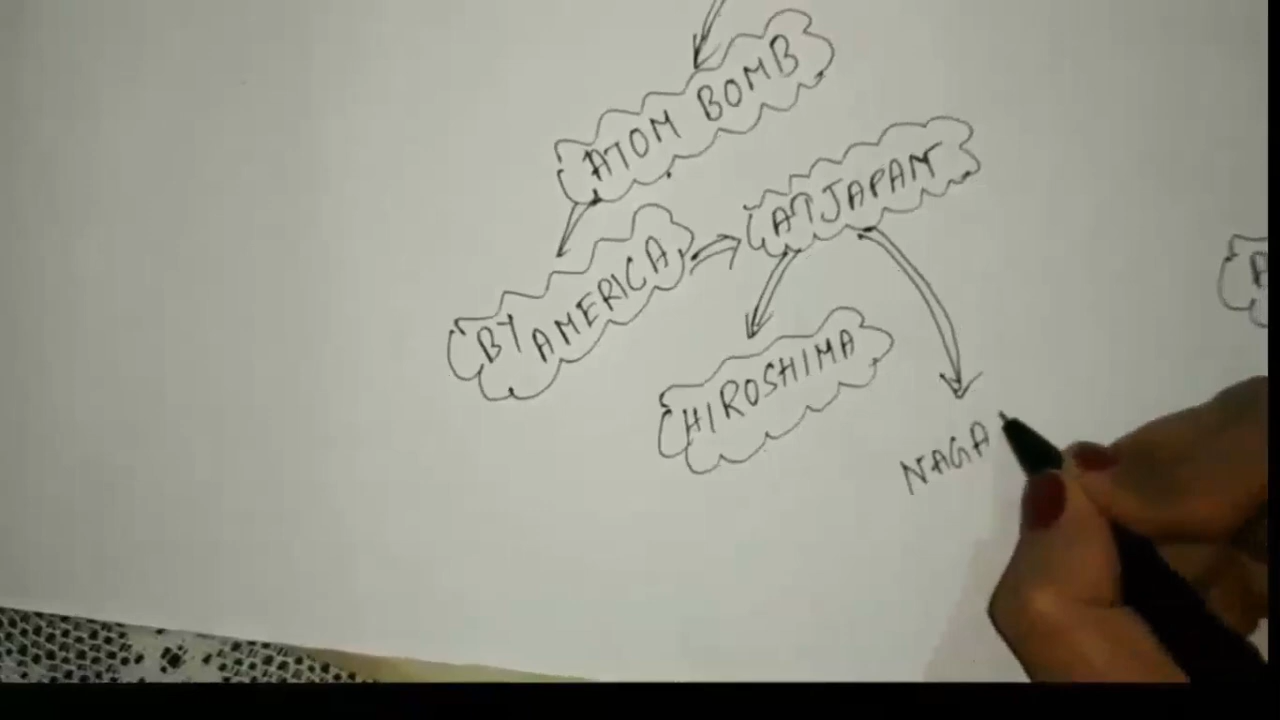 ATOM BOMB
AT JAPAN
BY AMERICA
HIROSHIMA
NAGA